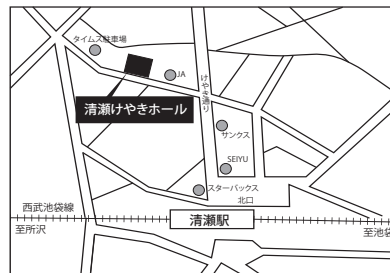 タイムズ駐車場
JA
けやき通り
清瀬けやきホール
サンクス
SEIYU
スターバックス
北口
西武池袋線
清瀬駅
至所沢
至池袋